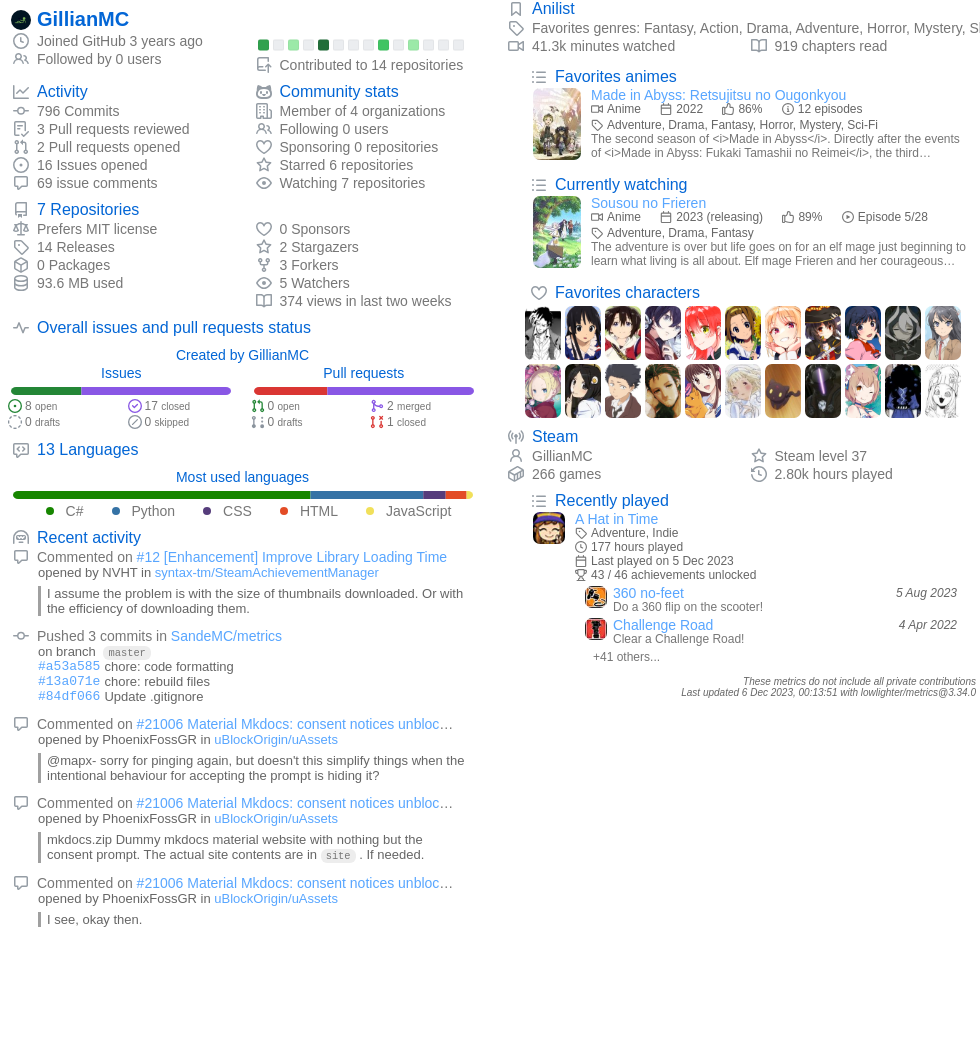 GillianMC
Joined GitHub 3 years ago
Followed by 0 users
Contributed to 14 repositories
Activity
796 Commits
3 Pull requests reviewed
2 Pull requests opened
16 Issues opened
69 issue comments
Community stats
Member of 4 organizations
Following 0 users
Sponsoring 0 repositories
Starred 6 repositories
Watching 7 repositories
7 Repositories
Prefers MIT license
14 Releases
0 Packages
93.6 MB used
0 Sponsors
2 Stargazers
3 Forkers
5 Watchers
374 views in last two weeks
Overall issues and pull requests status
Created by GillianMC
Issues
8 open
17 closed
0 drafts
0 skipped
Pull requests
0 open
2 merged
0 drafts
1 closed
13 Languages
Most used languages
C# Python CSS HTML JavaScript
Recent activity
Commented on #12 [Enhancement] Improve Library Loading Time
opened by NVHT in syntax-tm/SteamAchievementManager
I assume the problem is with the size of thumbnails downloaded. Or with
the efficiency of downloading them.
Pushed 3 commits in SandeMC/metrics
on branch master
#a53a585 chore: code formatting
#13a071e chore: rebuild files
#84df066 Update .gitignore
Commented on #21006 Material Mkdocs: consent notices unbloc…
opened by PhoenixFossGR in uBlockOrigin/uAssets
@mapx- sorry for pinging again, but doesn't this simplify things when the
intentional behaviour for accepting the prompt is hiding it?
Commented on #21006 Material Mkdocs: consent notices unbloc…
opened by PhoenixFossGR in uBlockOrigin/uAssets
mkdocs.zip Dummy mkdocs material website with nothing but the
consent prompt. The actual site contents are in site . If needed.
Commented on #21006 Material Mkdocs: consent notices unbloc…
opened by PhoenixFossGR in uBlockOrigin/uAssets
I see, okay then.
Anilist
Favorites genres: Fantasy, Action, Drama, Adventure, Horror, Mystery, Sl
41.3k minutes watched
919 chapters read
Favorites animes
Made in Abyss: Retsujitsu no Ougonkyou
Anime 2022 86% 12 episodes
Adventure, Drama, Fantasy, Horror, Mystery, Sci-Fi
The second season of <i>Made in Abyss</i>. Directly after the events
of <i>Made in Abyss: Fukaki Tamashii no Reimei</i>, the third…
Currently watching
Sousou no Frieren
Anime 2023 (releasing) 89% Episode 5/28
Adventure, Drama, Fantasy
The adventure is over but life goes on for an elf mage just beginning to
learn what living is all about. Elf mage Frieren and her courageous…
Favorites characters
Steam
GillianMC
Steam level 37
266 games
2.80k hours played
Recently played
A Hat in Time
Adventure, Indie
177 hours played
Last played on 5 Dec 2023
43 / 46 achievements unlocked
360 no-feet 5 Aug 2023
Do a 360 flip on the scooter!
Challenge Road 4 Apr 2022
Clear a Challenge Road!
+41 others...
These metrics do not include all private contributions
Last updated 6 Dec 2023, 00:13:51 with lowlighter/metrics@3.34.0